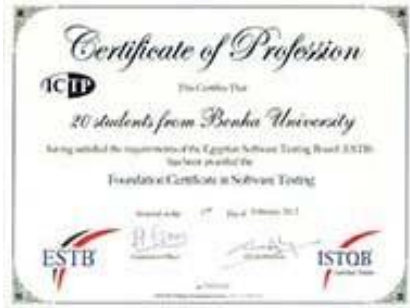 Certificate of Profession
ICTP
This Certifies That
20 students from Benha University
having satisfied the requirements of the Egyptian Software Testing Board (ESTB)
has been awarded the
Foundation Certificate in Software Testing
Day of February 2012
ESTB
ISTQB